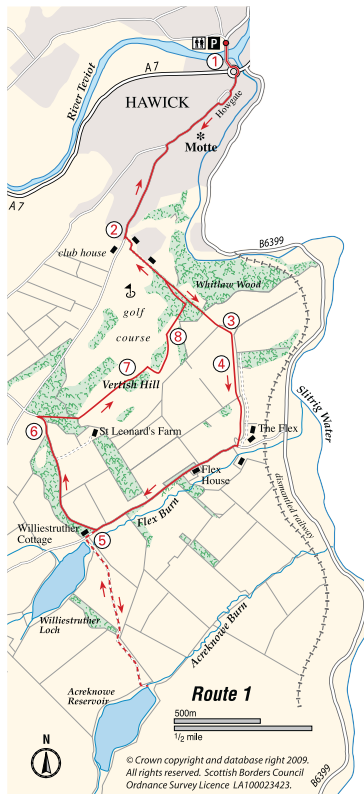 P
1
A 7
River Teviot
HAWICK
Howgate
Motte
A 7
2
B6399
club house
Whitlaw Wood
golf
course
3
8
4
7
Vertish Hill
Slitrig Water
6
St Leonard's Farm
The Flex
Flex
House
Flex Burn
dismantled railway
Williestruther
Cottage
5
Williestruther
Loch
Acreknowe Burn
Acreknowe
Reservoir
Route 1
500m
1/2 mile
N
B6399
© Crown copyright and database right 2009.
All rights reserved. Scottish Borders Council
Ordnance Survey Licence LA100023423.